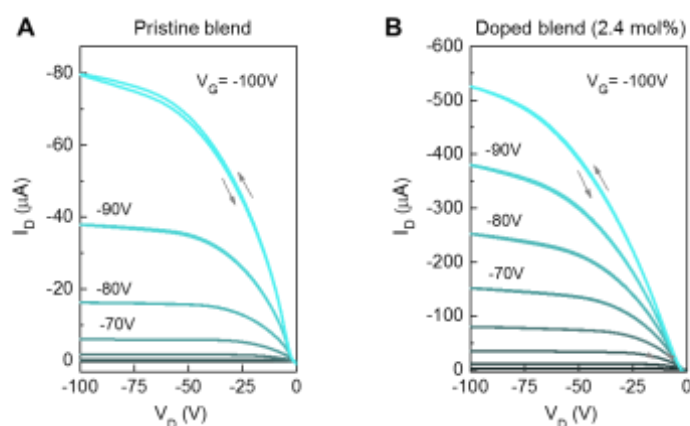 A
Pristine blend
V_G= -100V
-90V
-80V
-70V
-80
-60
-40
-20
0
I_D (μA)
-100
-75
-50
-25
0
V_D (V)
B
Doped blend (2.4 mol%)
V_G= -100V
-90V
-80V
-70V
-600
-500
-400
-300
-200
-100
0
I_D (μA)
-100
-75
-50
-25
0
V_D (V)